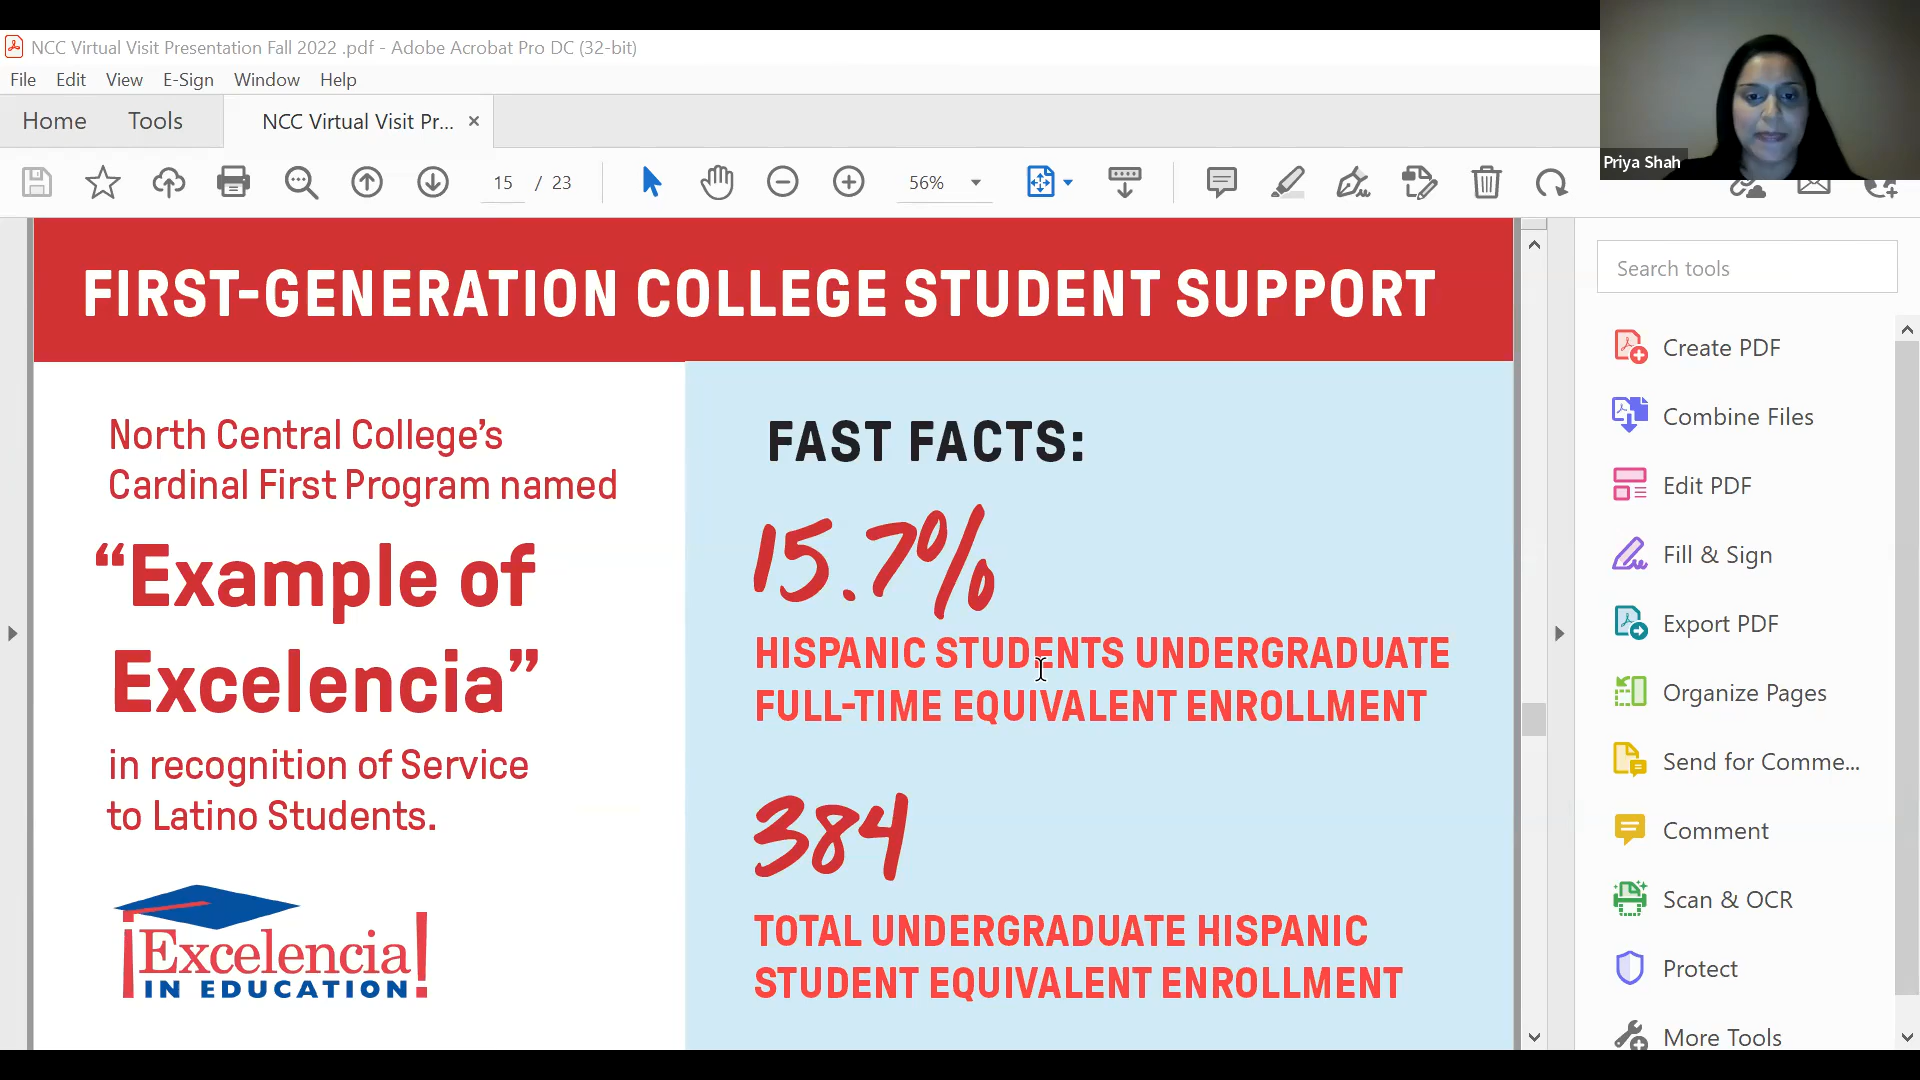 NCC Virtual Visit Presentation Fall 2022 .pdf - Adobe Acrobat Pro DC (32-bit)
File Edit View E-Sign Window Help
Home Tools NCC Virtual Visit Pr... ×
15 / 23 56%
Priya Shah
FIRST-GENERATION COLLEGE STUDENT SUPPORT
North Central College’s
Cardinal First Program named
“Example of
Excelencia”
in recognition of Service
to Latino Students.
¡Excelencia!
IN EDUCATION
FAST FACTS:
15.7%
HISPANIC STUDENTS UNDERGRADUATE
FULL-TIME EQUIVALENT ENROLLMENT
384
TOTAL UNDERGRADUATE HISPANIC
STUDENT EQUIVALENT ENROLLMENT
Search tools
Create PDF
Combine Files
Edit PDF
Fill & Sign
Export PDF
Organize Pages
Send for Comme...
Comment
Scan & OCR
Protect
More Tools